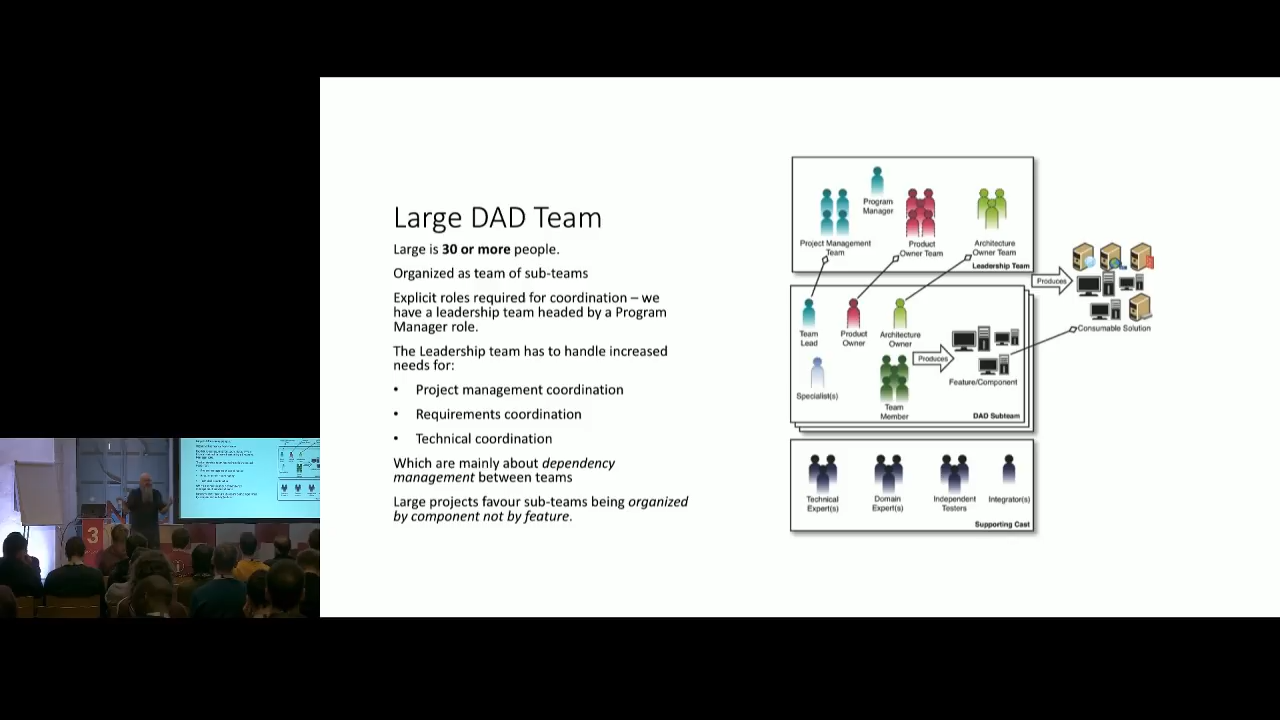 Large DAD Team
Large is 30 or more people.
Organized as team of sub-teams
Explicit roles required for coordination – we
have a leadership team headed by a Program
Manager role.
The Leadership team has to handle increased
needs for:
• Project management coordination
• Requirements coordination
• Technical coordination
Which are mainly about dependency
management between teams
Large projects favour sub-teams being organized
by component not by feature.
Program
Manager
Project Management
Team
Product
Owner Team
Architecture
Owner Team
Leadership Team
Produces
Consumable Solution
Team
Lead
Product
Owner
Architecture
Owner
Produces
Feature/Component
Specialist(s)
Team
Member
DAD Subteam
Technical
Expert(s)
Domain
Expert(s)
Independent
Testers
Integrator(s)
Supporting Cast
3